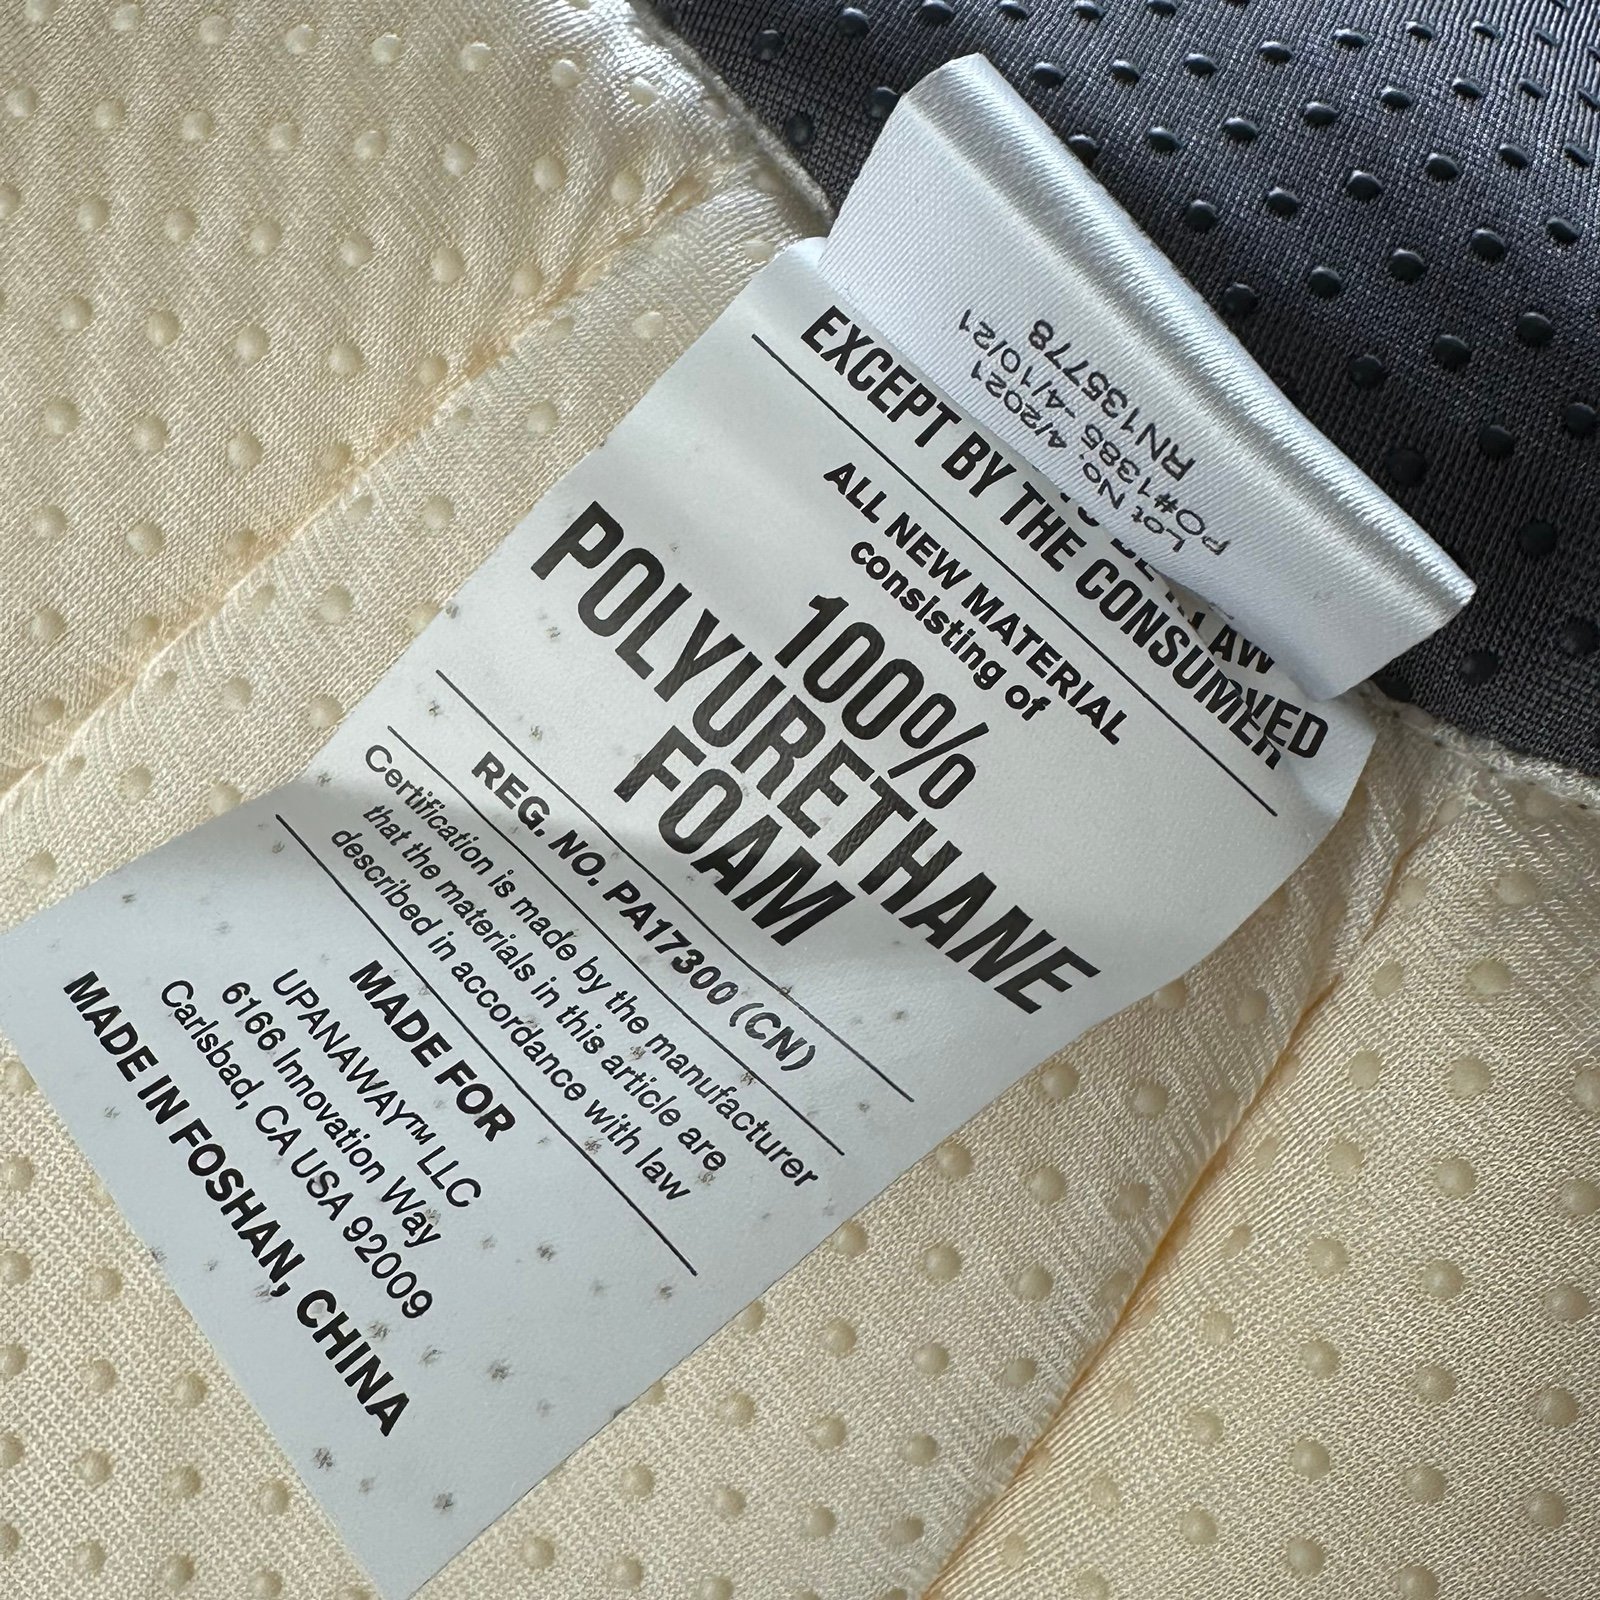 Lot No. 4/2021
PO#1385 -4/10/21
RN135778
LAW
EXCEPT BY THE CONSUMER
ALL NEW MATERIAL
consisting of
100%
POLYURETHANE
FOAM
REG. NO. PA17300 (CN)
Certification is made by the manufacturer
that the materials in this article are
described in accordance with law
MADE FOR
UPANAWAY™ LLC
6166 Innovation Way
Carlsbad, CA USA 92009
MADE IN FOSHAN, CHINA